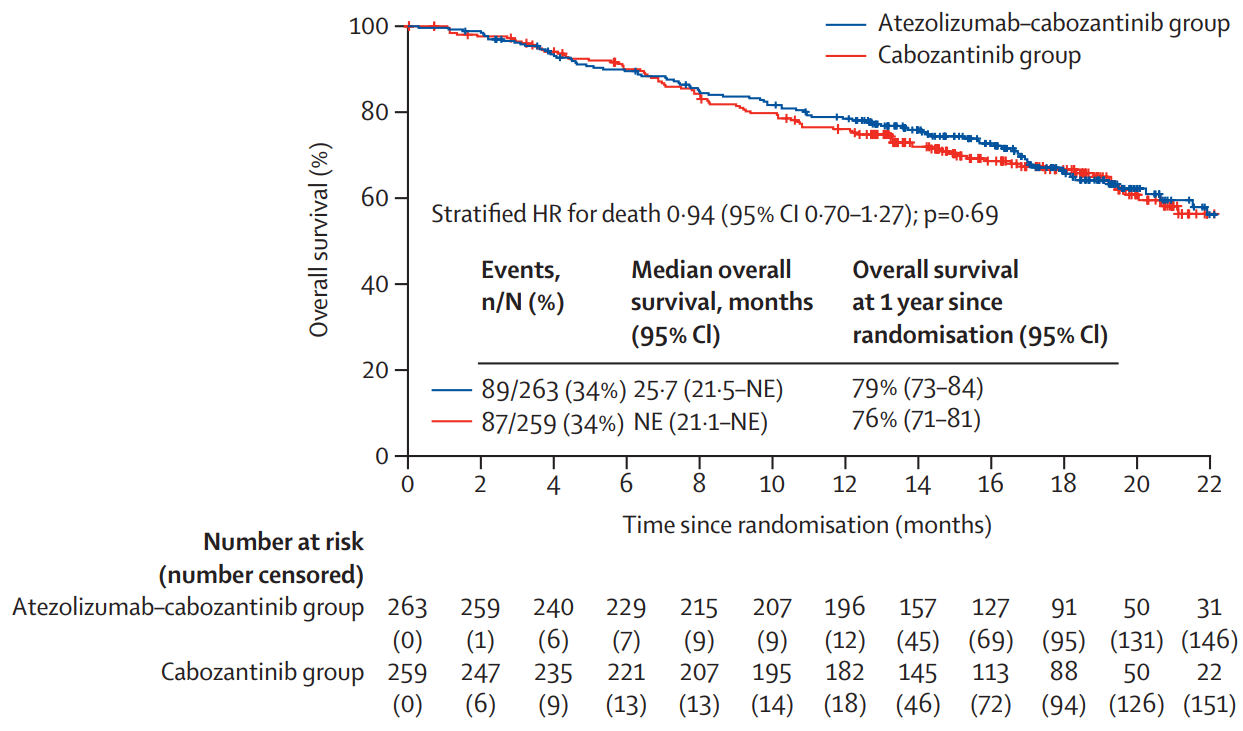 Atezolizumab–cabozantinib group
Cabozantinib group
Overall survival (%)
100
80
60
40
20
0
Stratified HR for death 0·94 (95% CI 0·70–1·27); p=0·69
Events, n/N (%)
Median overall survival, months (95% Cl)
Overall survival at 1 year since randomisation (95% Cl)
89/263 (34%) 25·7 (21·5–NE) 79% (73–84)
87/259 (34%) NE (21·1–NE) 76% (71–81)
0 2 4 6 8 10 12 14 16 18 20 22
Time since randomisation (months)
Number at risk
(number censored)
Atezolizumab–cabozantinib group 263 259 240 229 215 207 196 157 127 91 50 31
(0) (1) (6) (7) (9) (9) (12) (45) (69) (95) (131) (146)
Cabozantinib group 259 247 235 221 207 195 182 145 113 88 50 22
(0) (6) (9) (13) (13) (14) (18) (46) (72) (94) (126) (151)